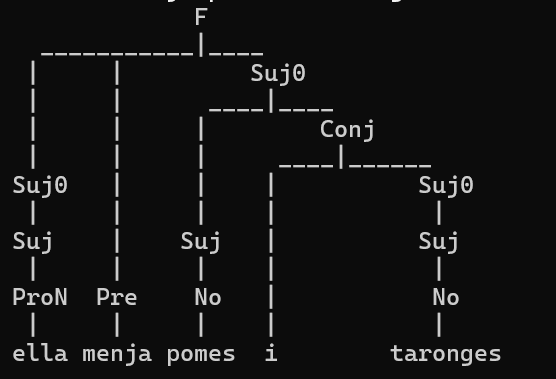 F
Suj0
Conj
Suj0 Suj0
Suj Suj Suj
ProN Pre No No
ella menja pomes i taronges